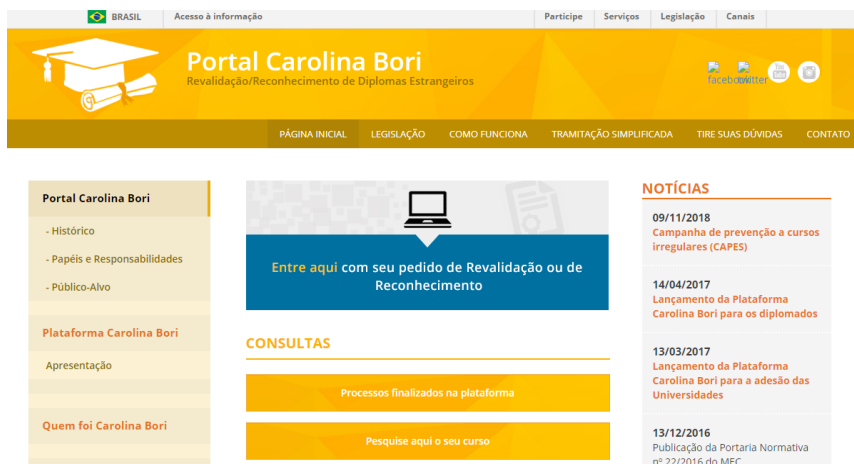 BRASIL Acesso à informação Participe Serviços Legislação Canais
Portal Carolina Bori
Revalidação/Reconhecimento de Diplomas Estrangeiros
facebook twitter
PÁGINA INICIAL LEGISLAÇÃO COMO FUNCIONA TRAMITAÇÃO SIMPLIFICADA TIRE SUAS DÚVIDAS CONTATO
Portal Carolina Bori
- Histórico
- Papéis e Responsabilidades
- Público-Alvo
Plataforma Carolina Bori
Apresentação
Quem foi Carolina Bori
Entre aqui com seu pedido de Revalidação ou de
Reconhecimento
CONSULTAS
Processos finalizados na plataforma
Pesquise aqui o seu curso
NOTÍCIAS
09/11/2018
Campanha de prevenção a cursos
irregulares (CAPES)
14/04/2017
Lançamento da Plataforma
Carolina Bori para os diplomados
13/03/2017
Lançamento da Plataforma
Carolina Bori para a adesão das
Universidades
13/12/2016
Publicação da Portaria Normativa
nº 22/2016 do MEC